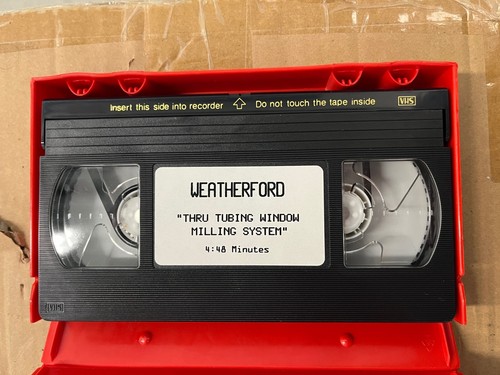 Insert this side into recorder ⇧ Do not touch the tape inside VHS
WEATHERFORD
"THRU TUBING WINDOW
MILLING SYSTEM"
4:48 Minutes